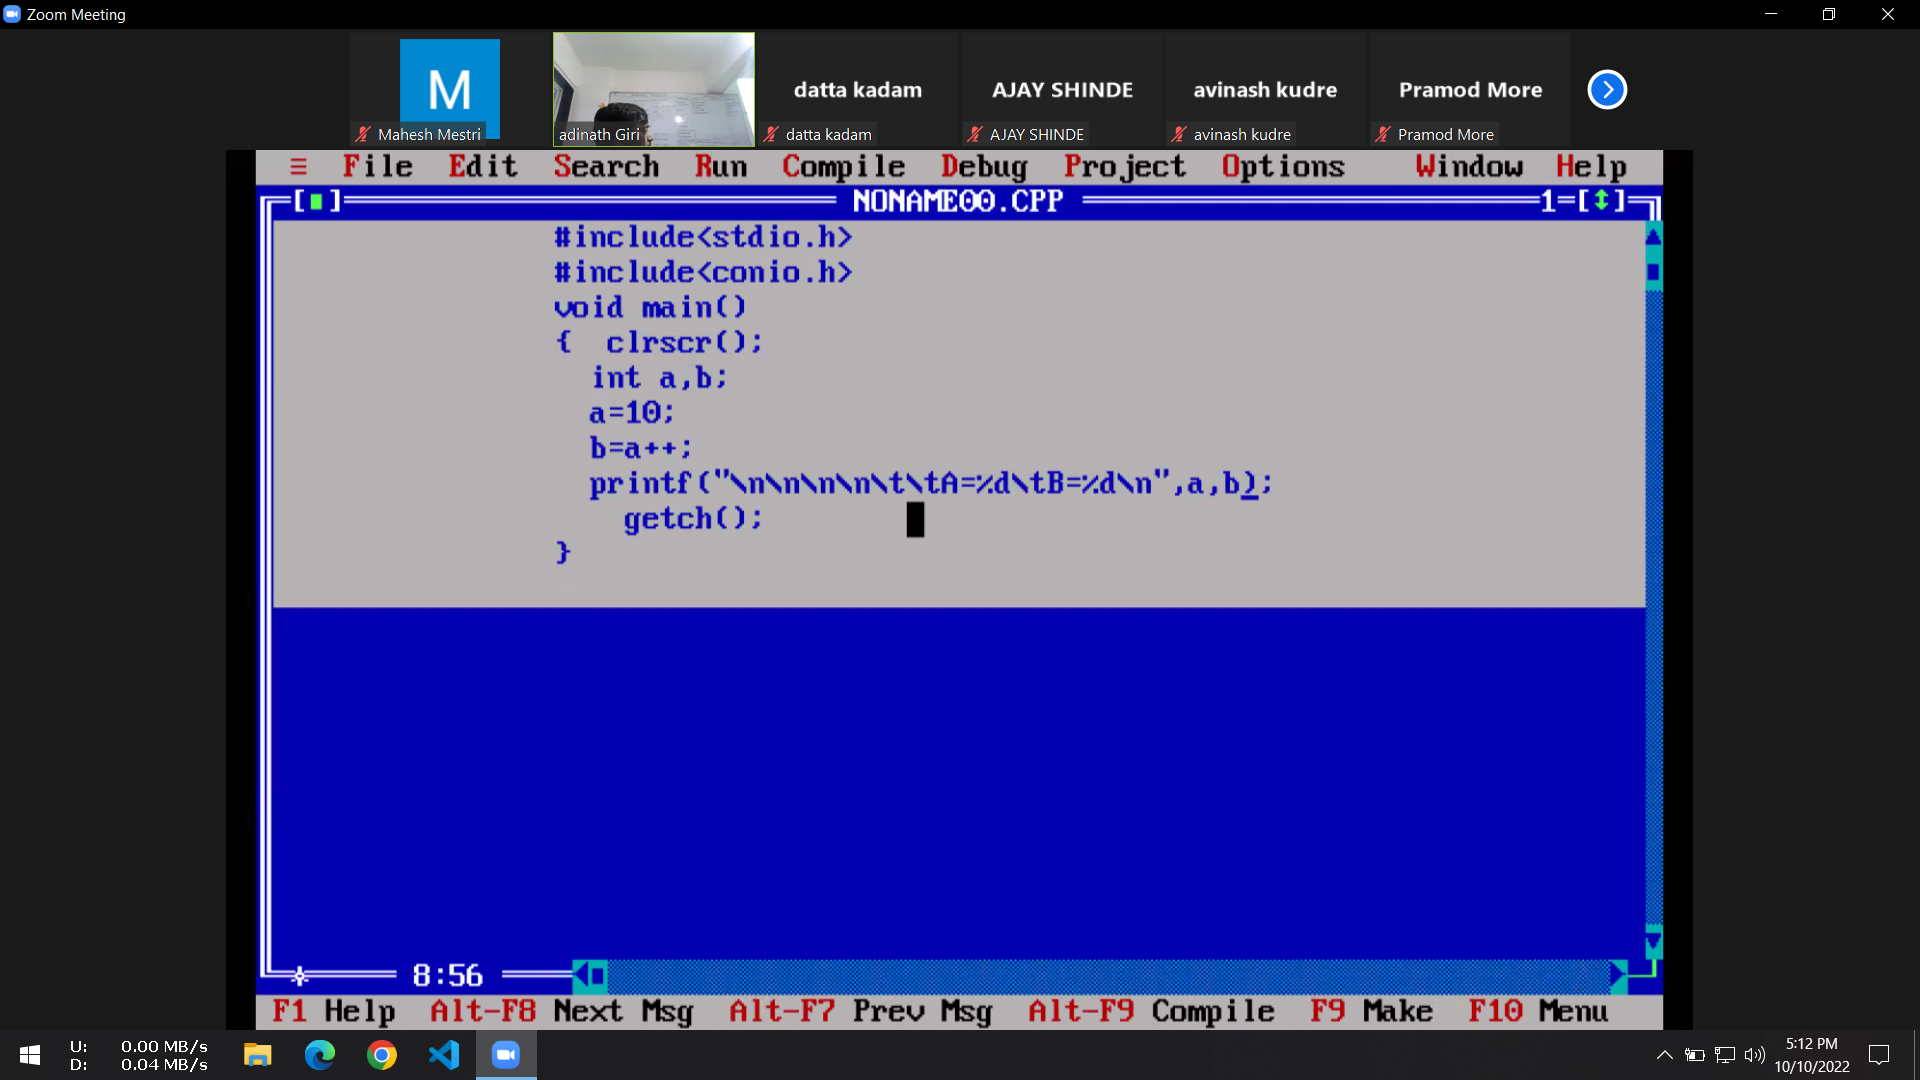 Zoom Meeting
M
datta kadam
AJAY SHINDE
avinash kudre
Pramod More
Mahesh Mestri
adinath Giri
datta kadam
AJAY SHINDE
avinash kudre
Pramod More
≡ File Edit Search Run Compile Debug Project Options Window Help
[■] NONAME00.CPP 1=[↕]
#include<stdio.h>
#include<conio.h>
void main()
{  clrscr();
int a,b;
a=10;
b=a++;
printf("\n\n\n\n\t\tA=%d\tB=%d\n",a,b);
getch();
}
8:56
F1 Help Alt-F8 Next Msg Alt-F7 Prev Msg Alt-F9 Compile F9 Make F10 Menu
U: 0.00 MB/s
D: 0.04 MB/s
5:12 PM
10/10/2022